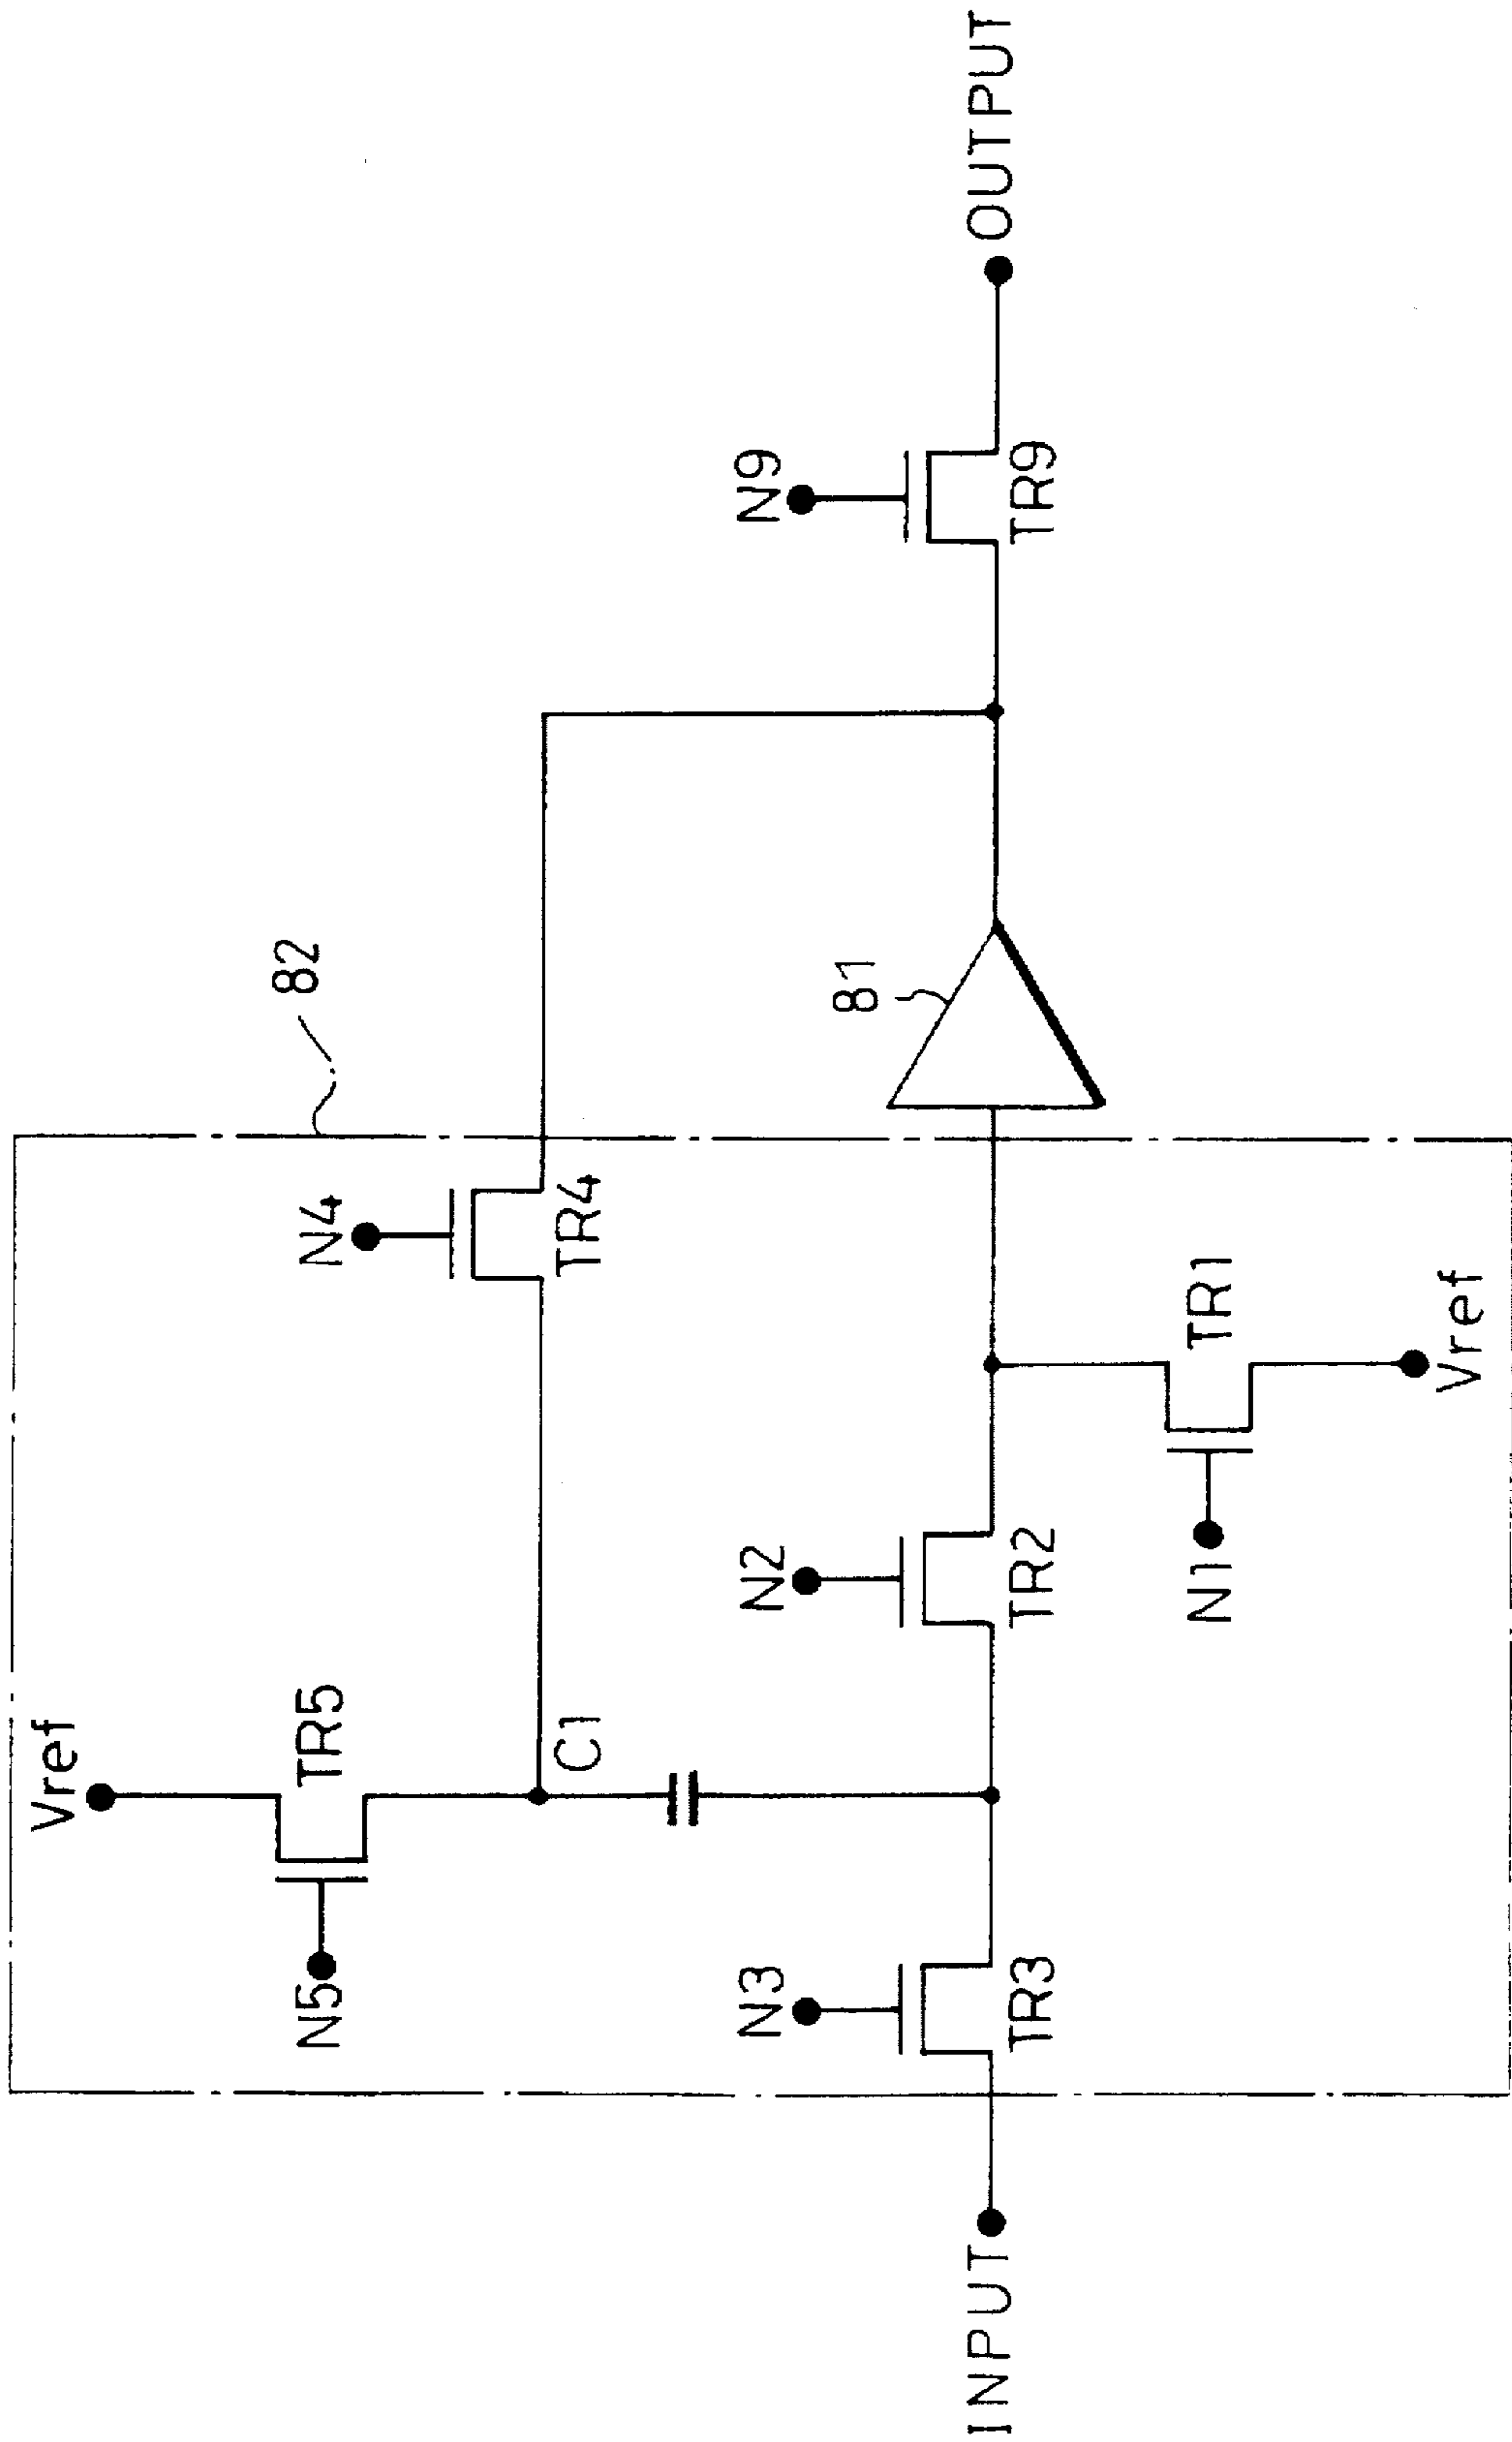 Vref
TR5
N5
C1
N4
TR4
82
N3
TR3
N2
TR2
N1
TR1
Vref
81
N9
TR9
INPUT
OUTPUT